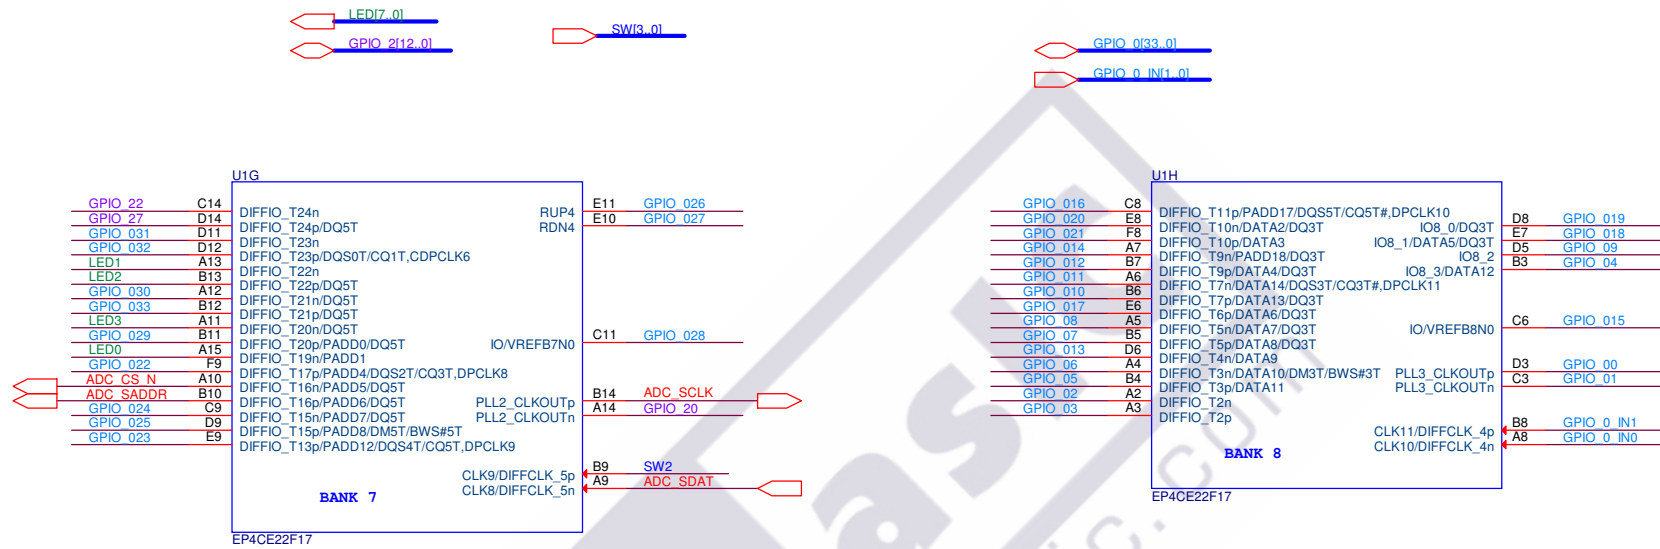 LED[7..0]
GPIO_2[12..0]
SW[3..0]
GPIO_0[33..0]
GPIO_0_IN[1..0]
U1G
GPIO_22 C14 DIFFIO_T24n
GPIO_27 D14 DIFFIO_T24p/DQ5T
GPIO_031 D11 DIFFIO_T23n
GPIO_032 D12 DIFFIO_T23p/DQS0T/CQ1T,CDPCLK6
LED1 A13 DIFFIO_T22n
LED2 B13 DIFFIO_T22p/DQ5T
GPIO_030 A12 DIFFIO_T21n/DQ5T
GPIO_033 B12 DIFFIO_T21p/DQ5T
LED3 A11 DIFFIO_T20n/DQ5T
GPIO_029 B11 DIFFIO_T20p/PADD0/DQ5T
LED0 A15 DIFFIO_T19n/PADD1
GPIO_022 F9 DIFFIO_T17p/PADD4/DQS2T/CQ3T,DPCLK8
ADC_CS_N A10 DIFFIO_T16n/PADD5/DQ5T
ADC_SADDR B10 DIFFIO_T16p/PADD6/DQ5T
GPIO_024 C9 DIFFIO_T15n/PADD7/DQ5T
GPIO_025 D9 DIFFIO_T15p/PADD8/DM5T/BWS#5T
GPIO_023 E9 DIFFIO_T13p/PADD12/DQS4T/CQ5T,DPCLK9
RUP4 E11 GPIO_026
RDN4 E10 GPIO_027
IO/VREFB7N0 C11 GPIO_028
PLL2_CLKOUTp B14 ADC_SCLK
PLL2_CLKOUTn A14 GPIO_20
CLK9/DIFFCLK_5p B9 SW2
CLK8/DIFFCLK_5n A9 ADC_SDAT
BANK 7
EP4CE22F17
U1H
GPIO_016 C8 DIFFIO_T11p/PADD17/DQS5T/CQ5T#,DPCLK10
GPIO_020 E8 DIFFIO_T10n/DATA2/DQ3T
GPIO_021 F8 DIFFIO_T10p/DATA3
GPIO_014 A7 DIFFIO_T9n/PADD18/DQ3T
GPIO_012 B7 DIFFIO_T9p/DATA4/DQ3T
GPIO_011 A6 DIFFIO_T7n/DATA14/DQS3T/CQ3T#,DPCLK11
GPIO_010 B6 DIFFIO_T7p/DATA13/DQ3T
GPIO_017 E6 DIFFIO_T6p/DATA6/DQ3T
GPIO_08 A5 DIFFIO_T5n/DATA7/DQ3T
GPIO_07 B5 DIFFIO_T5p/DATA8/DQ3T
GPIO_013 D6 DIFFIO_T4n/DATA9
GPIO_06 A4 DIFFIO_T3n/DATA10/DM3T/BWS#3T
GPIO_05 B4 DIFFIO_T3p/DATA11
GPIO_02 A2 DIFFIO_T2n
GPIO_03 A3 DIFFIO_T2p
IO8_0/DQ3T D8 GPIO_019
IO8_1/DATA5/DQ3T E7 GPIO_018
IO8_2 D5 GPIO_09
IO8_3/DATA12 B3 GPIO_04
IO/VREFB8N0 C6 GPIO_015
PLL3_CLKOUTp D3 GPIO_00
PLL3_CLKOUTn C3 GPIO_01
CLK11/DIFFCLK_4p B8 GPIO_0_IN1
CLK10/DIFFCLK_4n A8 GPIO_0_IN0
BANK 8
EP4CE22F17
asic
ic.com